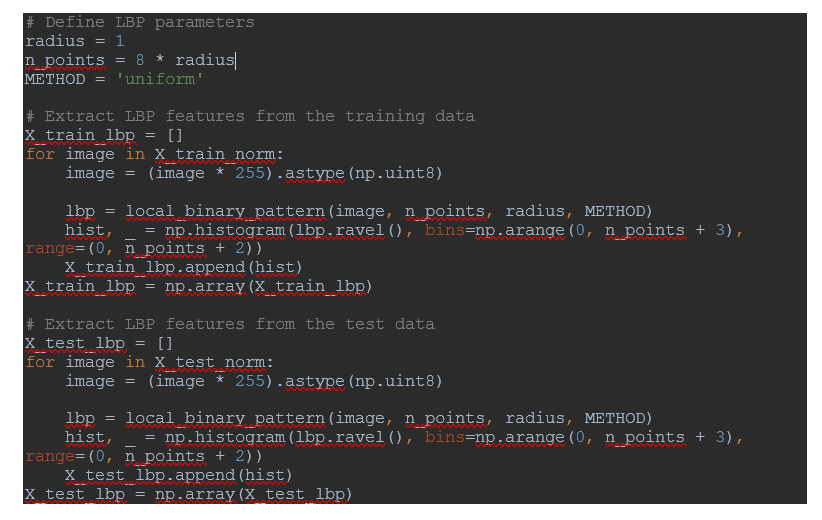 # Define LBP parameters
radius = 1
n_points = 8 * radius
METHOD = 'uniform'
# Extract LBP features from the training data
X_train_lbp = []
for image in X_train_norm:
image = (image * 255).astype(np.uint8)
lbp = local_binary_pattern(image, n_points, radius, METHOD)
hist, _ = np.histogram(lbp.ravel(), bins=np.arange(0, n_points + 3),
range=(0, n_points + 2))
X_train_lbp.append(hist)
X_train_lbp = np.array(X_train_lbp)
# Extract LBP features from the test data
X_test_lbp = []
for image in X_test_norm:
image = (image * 255).astype(np.uint8)
lbp = local_binary_pattern(image, n_points, radius, METHOD)
hist, _ = np.histogram(lbp.ravel(), bins=np.arange(0, n_points + 3),
range=(0, n_points + 2))
X_test_lbp.append(hist)
X_test_lbp = np.array(X_test_lbp)